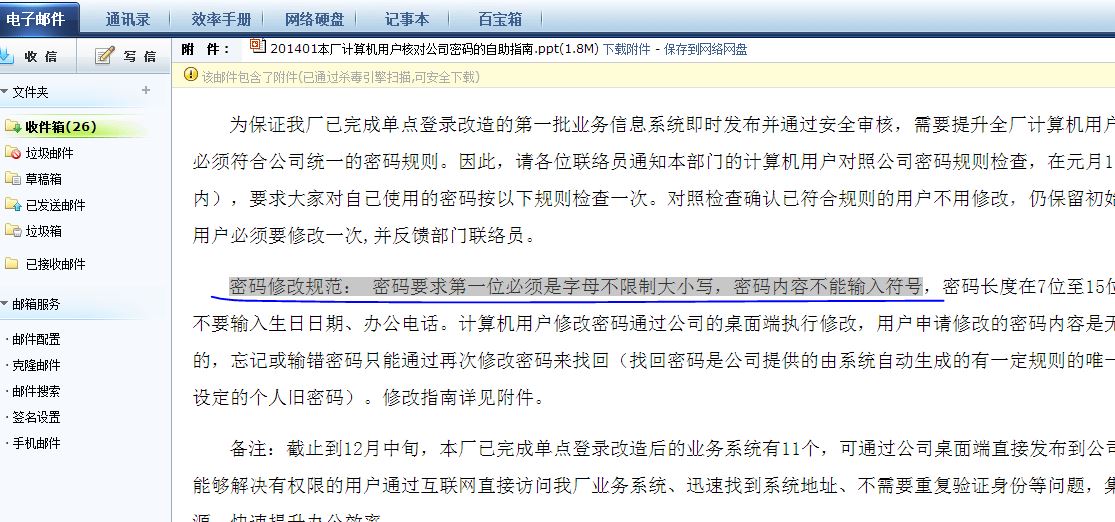 电子邮件 通讯录 效率手册 网络硬盘 记事本 百宝箱
收 信 写 信
附 件: 201401本厂计算机用户核对公司密码的自助指南.ppt(1.8M) 下载附件 - 保存到网络网盘
该邮件包含了附件(已通过杀毒引擎扫描,可安全下载)
文件夹 +
收件箱(26)
垃圾邮件
草稿箱
已发送邮件
垃圾箱
已接收邮件
邮箱服务
·邮件配置
·克隆邮件
·邮件搜索
·签名设置
·手机邮件
为保证我厂已完成单点登录改造的第一批业务信息系统即时发布并通过安全审核，需要提升全厂计算机用户
必须符合公司统一的密码规则。因此，请各位联络员通知本部门的计算机用户对照公司密码规则检查，在元月1
内），要求大家对自己使用的密码按以下规则检查一次。对照检查确认已符合规则的用户不用修改，仍保留初始
用户必须要修改一次,并反馈部门联络员。
密码修改规范： 密码要求第一位必须是字母不限制大小写，密码内容不能输入符号，密码长度在7位至15位
不要输入生日日期、办公电话。计算机用户修改密码通过公司的桌面端执行修改，用户申请修改的密码内容是无
的，忘记或输错密码只能通过再次修改密码来找回（找回密码是公司提供的由系统自动生成的有一定规则的唯一
设定的个人旧密码）。修改指南详见附件。
备注：截止到12月中旬，本厂已完成单点登录改造后的业务系统有11个，可通过公司桌面端直接发布到公司
能够解决有权限的用户通过互联网直接访问我厂业务系统、迅速找到系统地址、不需要重复验证身份等问题，集
源，快速提升办公效率